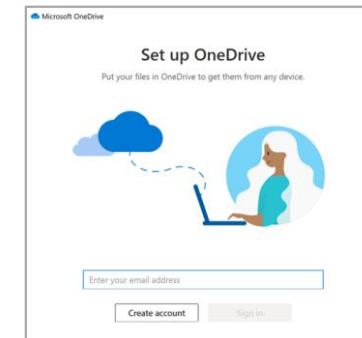 Microsoft OneDrive
Set up OneDrive
Put your files in OneDrive to get them from any device.
Enter your email address
Create account
Sign in